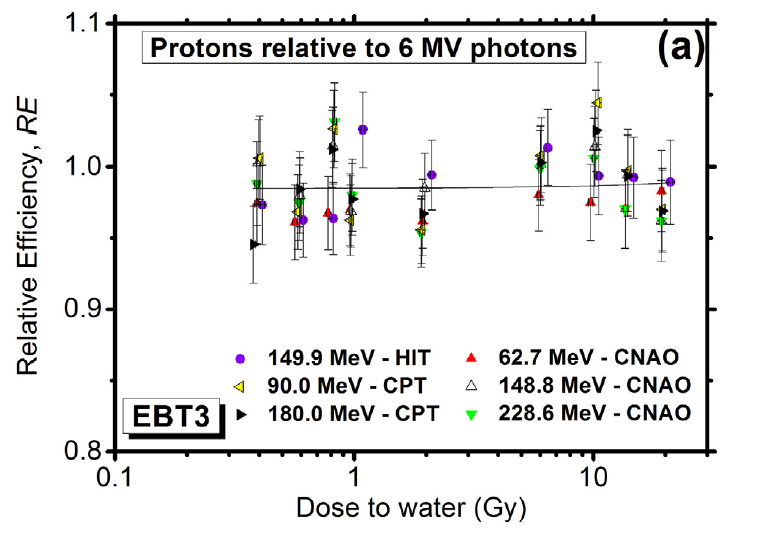 1.1
Protons relative to 6 MV photons
(a)
1.0
Relative Efficiency, RE
0.9
149.9 MeV - HIT
62.7 MeV - CNAO
90.0 MeV - CPT
148.8 MeV - CNAO
180.0 MeV - CPT
228.6 MeV - CNAO
EBT3
0.8
0.1
1
10
Dose to water (Gy)